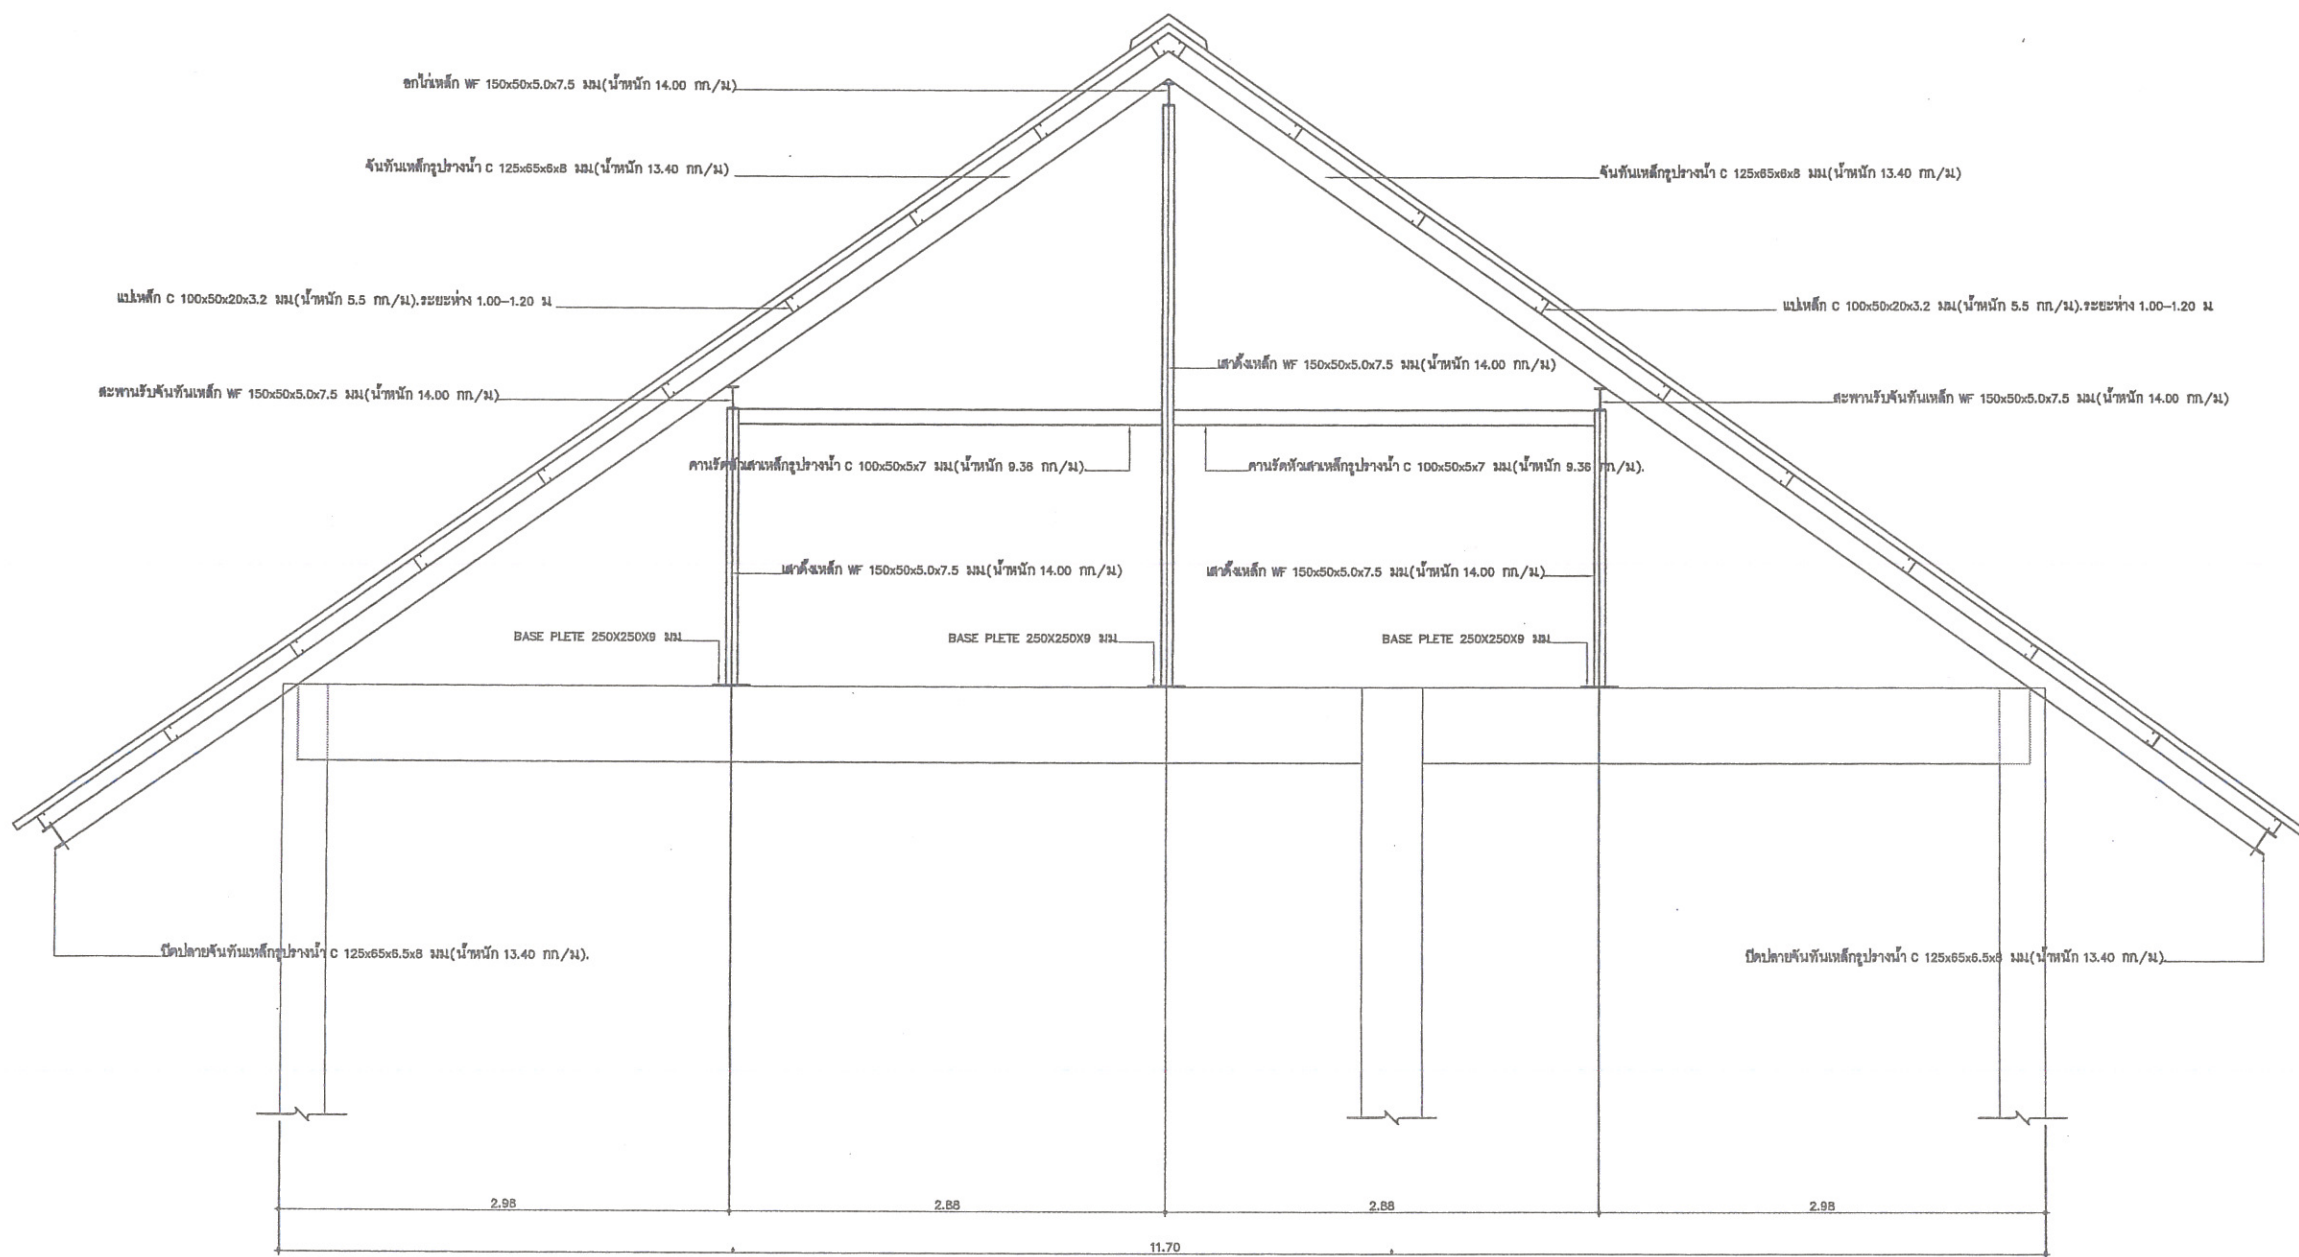 อกไก่เหล็ก WF 150x50x5.0x7.5 มม(น้ำหนัก 14.00 กก/ม)
จันทันเหล็กรูปรางน้ำ C 125x65x6x8 มม(น้ำหนัก 13.40 กก/ม)
จันทันเหล็กรูปรางน้ำ C 125x65x6x8 มม(น้ำหนัก 13.40 กก/ม)
แปเหล็ก C 100x50x20x3.2 มม(น้ำหนัก 5.5 กก/ม).ระยะห่าง 1.00-1.20 ม
แปเหล็ก C 100x50x20x3.2 มม(น้ำหนัก 5.5 กก/ม).ระยะห่าง 1.00-1.20 ม
เสาดั้งเหล็ก WF 150x50x5.0x7.5 มม(น้ำหนัก 14.00 กก/ม)
สะพานรับจันทันเหล็ก WF 150x50x5.0x7.5 มม(น้ำหนัก 14.00 กก/ม)
สะพานรับจันทันเหล็ก WF 150x50x5.0x7.5 มม(น้ำหนัก 14.00 กก/ม)
คานรัดหัวเสาเหล็กรูปรางน้ำ C 100x50x5x7 มม(น้ำหนัก 9.36 กก/ม).
คานรัดหัวเสาเหล็กรูปรางน้ำ C 100x50x5x7 มม(น้ำหนัก 9.36 กก/ม).
เสาดั้งเหล็ก WF 150x50x5.0x7.5 มม(น้ำหนัก 14.00 กก/ม)
เสาดั้งเหล็ก WF 150x50x5.0x7.5 มม(น้ำหนัก 14.00 กก/ม)
BASE PLETE 250X250X9 มม
BASE PLETE 250X250X9 มม
BASE PLETE 250X250X9 มม
ปิดปลายจันทันเหล็กรูปรางน้ำ C 125x65x6.5x8 มม(น้ำหนัก 13.40 กก/ม).
ปิดปลายจันทันเหล็กรูปรางน้ำ C 125x65x6.5x8 มม(น้ำหนัก 13.40 กก/ม)
2.98
2.88
2.88
2.98
11.70